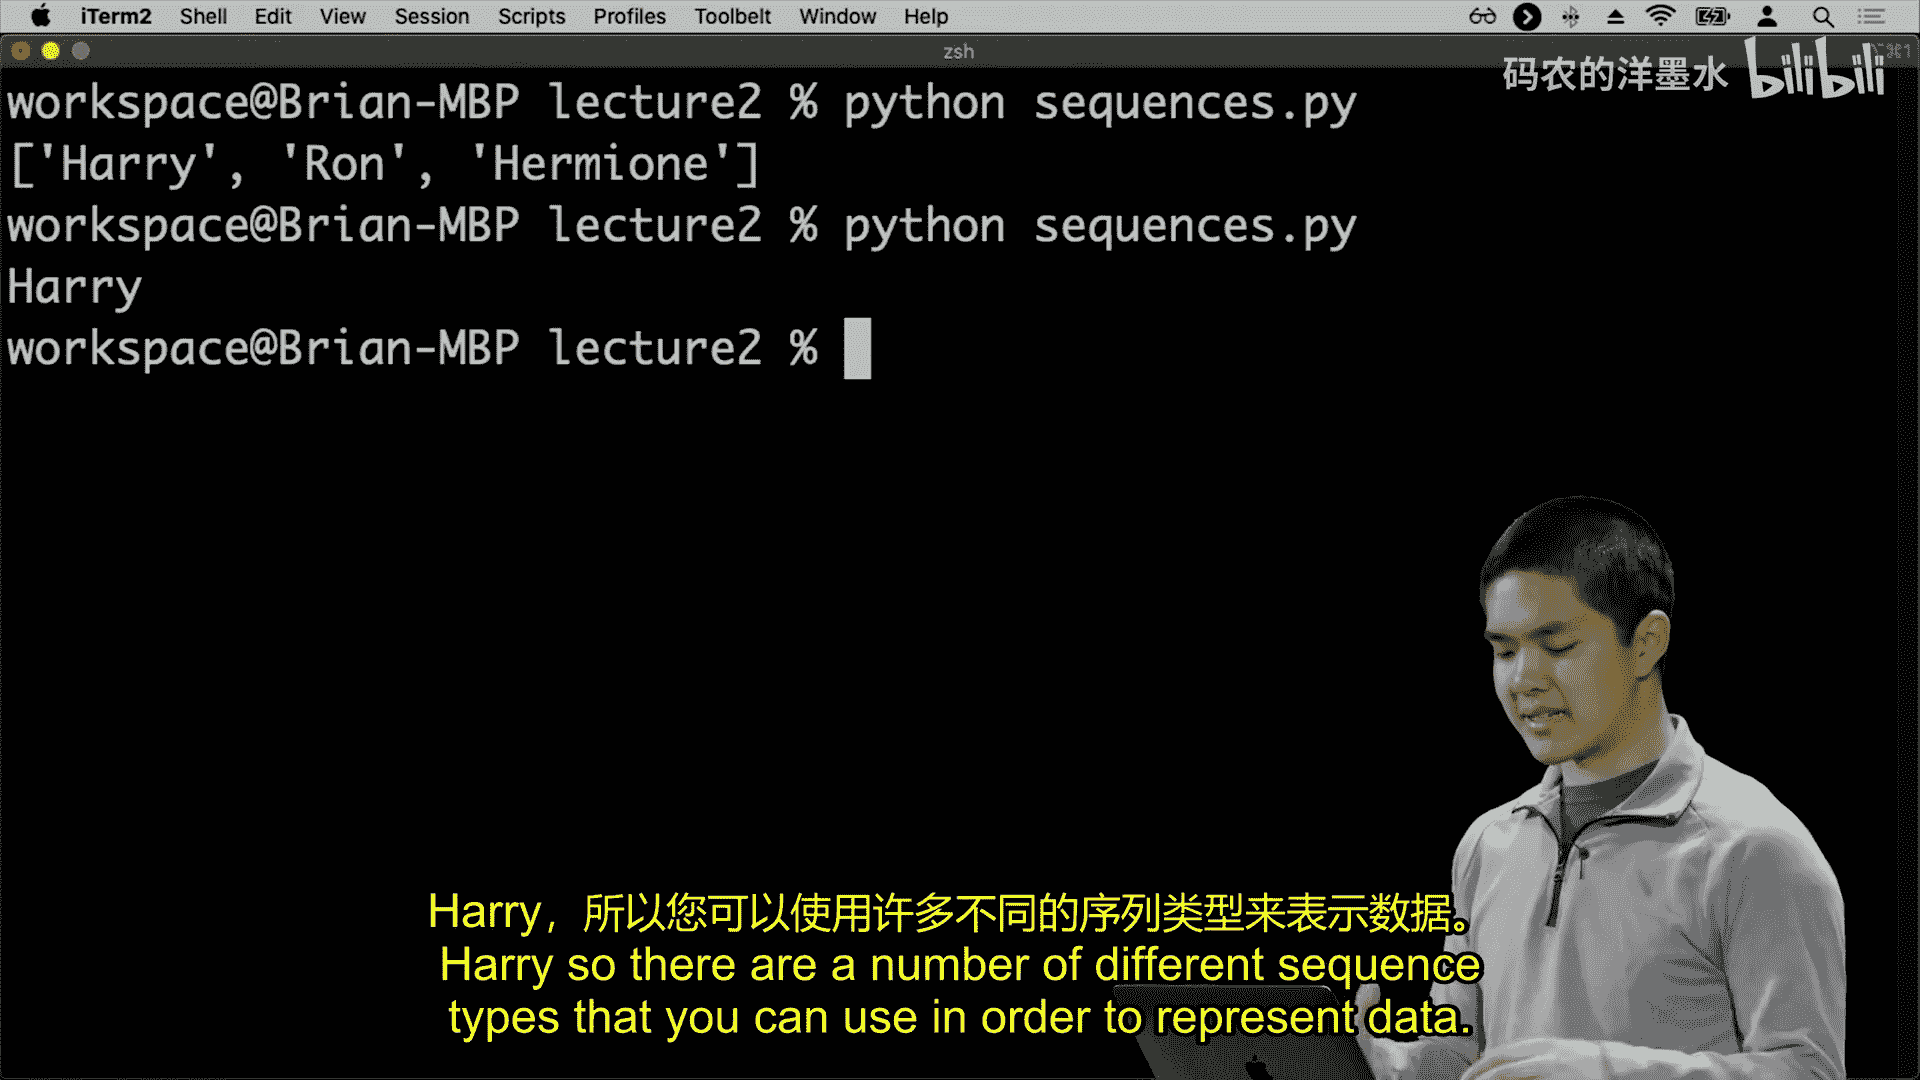 iTerm2 Shell Edit View Session Scripts Profiles Toolbelt Window Help
zsh
码农的洋墨水 bilibili
workspace@Brian-MBP lecture2 % python sequences.py
['Harry', 'Ron', 'Hermione']
workspace@Brian-MBP lecture2 % python sequences.py
Harry
workspace@Brian-MBP lecture2 %
Harry，所以您可以使用许多不同的序列类型来表示数据。
Harry so there are a number of different sequence
types that you can use in order to represent data.